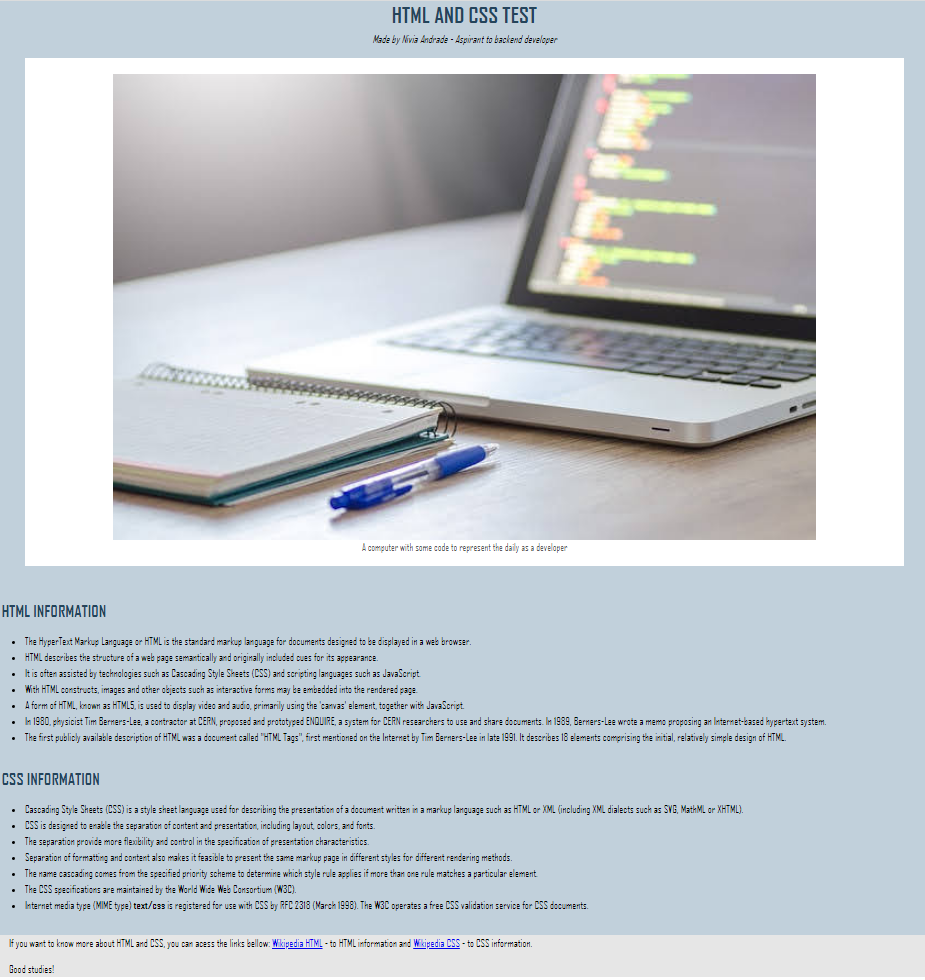 HTML AND CSS TEST
Made by Nivia Andrade - Aspirant to backend developer
A computer with some code to represent the daily as a developer
HTML INFORMATION
• The HyperText Markup Language or HTML is the standard markup language for documents designed to be displayed in a web browser.
• HTML describes the structure of a web page semantically and originally included cues for its appearance.
• It is often assisted by technologies such as Cascading Style Sheets (CSS) and scripting languages such as JavaScript.
• With HTML constructs, images and other objects such as interactive forms may be embedded into the rendered page.
• A form of HTML, known as HTML5, is used to display video and audio, primarily using the 'canvas' element, together with JavaScript.
• In 1980, physicist Tim Berners-Lee, a contractor at CERN, proposed and prototyped ENQUIRE, a system for CERN researchers to use and share documents. In 1989, Berners-Lee wrote a memo proposing an Internet-based hypertext system.
• The first publicly available description of HTML was a document called "HTML Tags", first mentioned on the Internet by Tim Berners-Lee in late 1991. It describes 18 elements comprising the initial, relatively simple design of HTML.
CSS INFORMATION
• Cascading Style Sheets (CSS) is a style sheet language used for describing the presentation of a document written in a markup language such as HTML or XML (including XML dialects such as SVG, MathML or XHTML).
• CSS is designed to enable the separation of content and presentation, including layout, colors, and fonts.
• The separation provide more flexibility and control in the specification of presentation characteristics.
• Separation of formatting and content also makes it feasible to present the same markup page in different styles for different rendering methods.
• The name cascading comes from the specified priority scheme to determine which style rule applies if more than one rule matches a particular element.
• The CSS specifications are maintained by the World Wide Web Consortium (W3C).
• Internet media type (MIME type) text/css is registered for use with CSS by RFC 2318 (March 1998). The W3C operates a free CSS validation service for CSS documents.
If you want to know more about HTML and CSS, you can acess the links bellow: Wikipedia HTML - to HTML information and Wikipedia CSS - to CSS information.
Good studies!